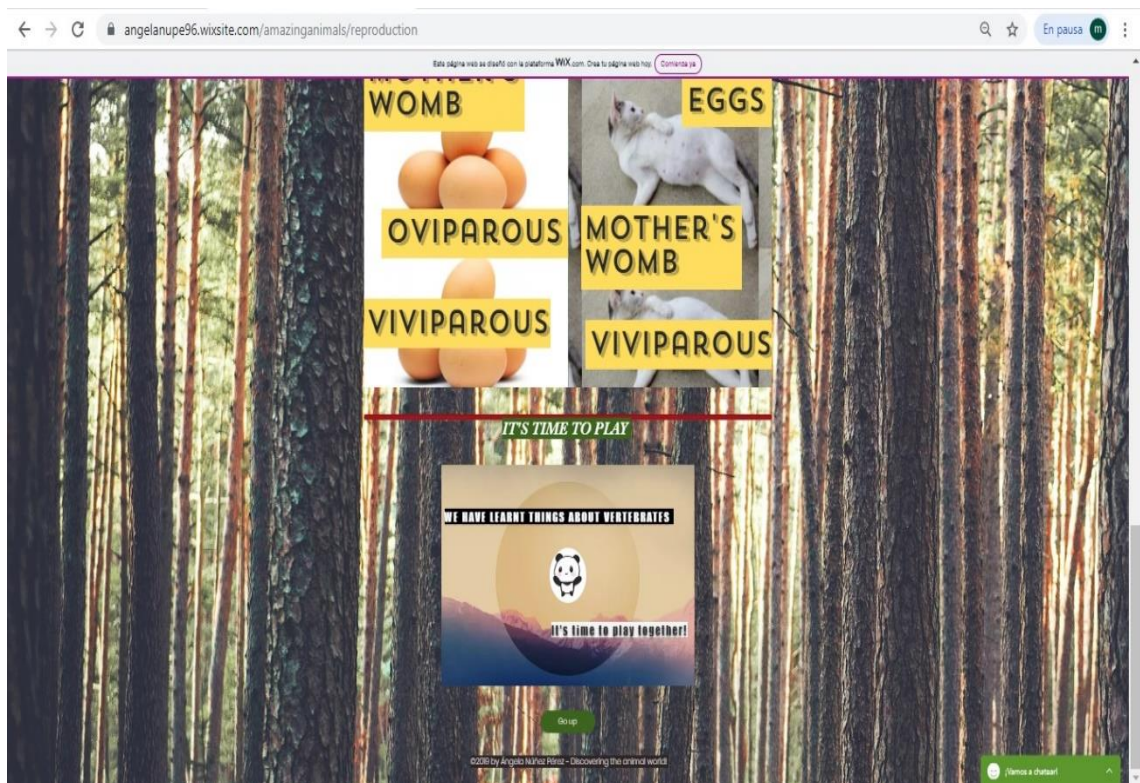 angelanupe96.wixsite.com/amazinganimals/reproduction
En pausa
m
Esta página web se diseñó con la plataforma WiX.com. Crea tu página web hoy.
Comienza ya
MOTHER'S
WOMB
EGGS
OVIPAROUS
MOTHER'S
WOMB
VIVIPAROUS
VIVIPAROUS
IT'S TIME TO PLAY
WE HAVE LEARNT THINGS ABOUT VERTEBRATES
It's time to play together!
Go up
©2019 by Ángela Núñez Pérez - Discovering the animal world!
¡Vamos a chatear!